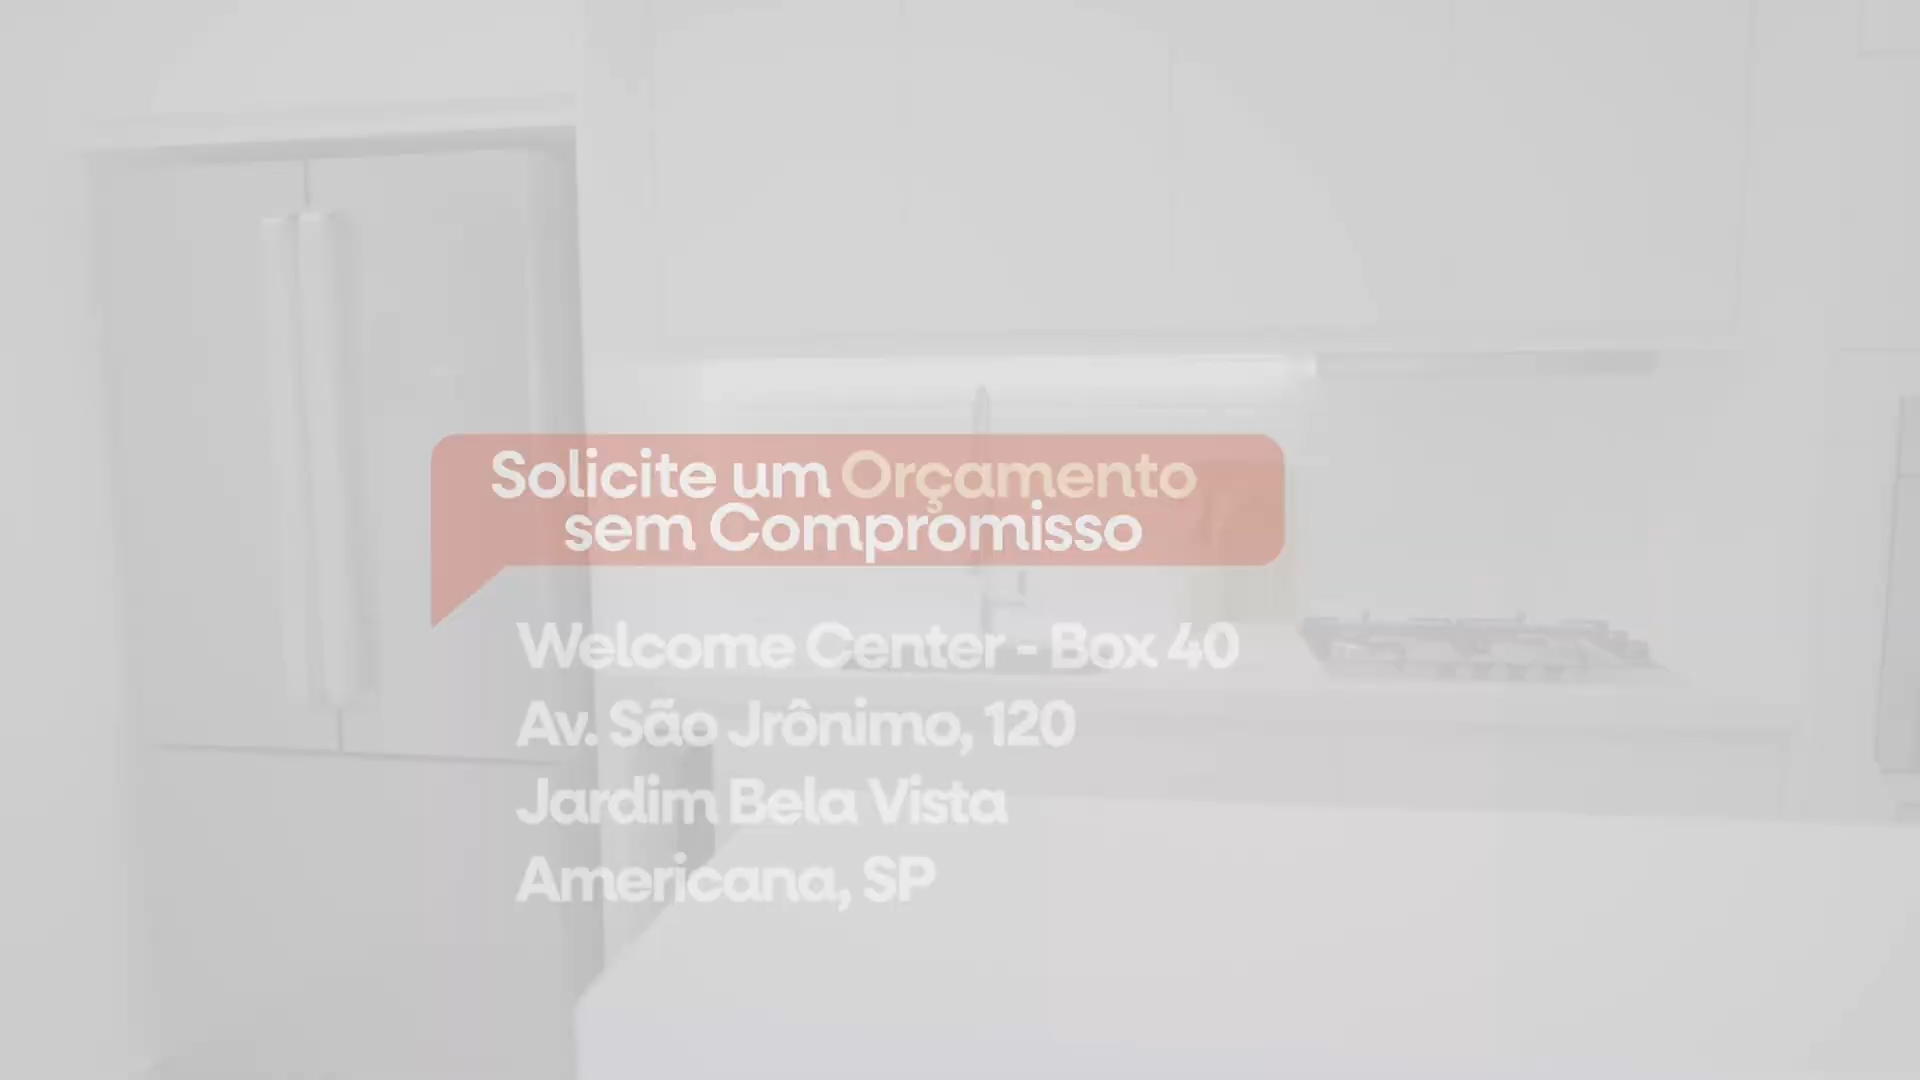 Solicite um Orçamento
sem Compromisso
Welcome Center - Box 40
Av. São Jrônimo, 120
Jardim Bela Vista
Americana, SP